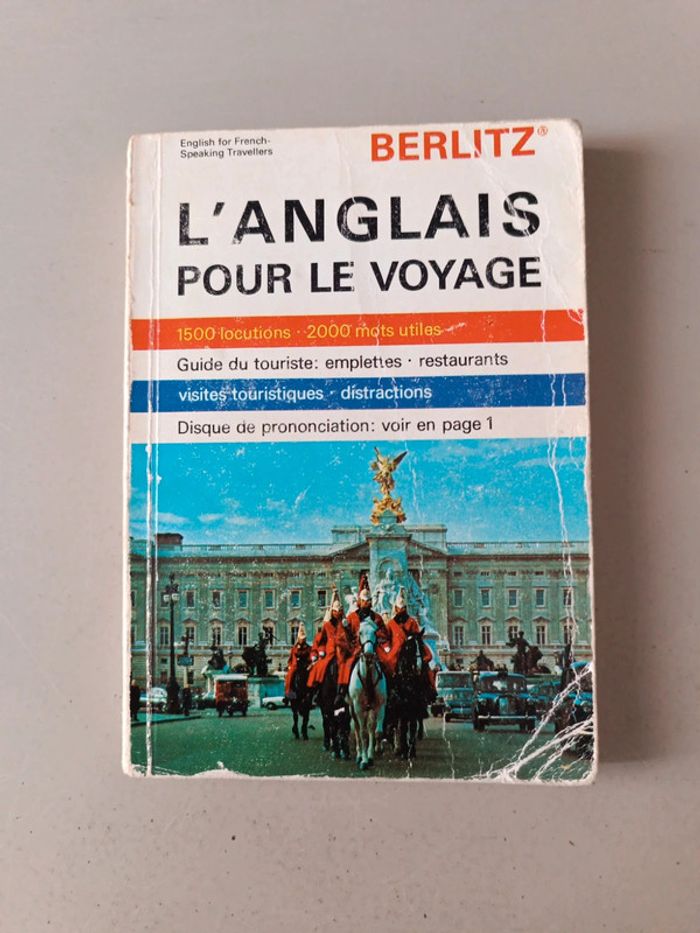 English for French-
Speaking Travellers
BERLITZ®
L'ANGLAIS
POUR LE VOYAGE
1500 locutions · 2000 mots utiles
Guide du touriste: emplettes · restaurants
visites touristiques · distractions
Disque de prononciation: voir en page 1